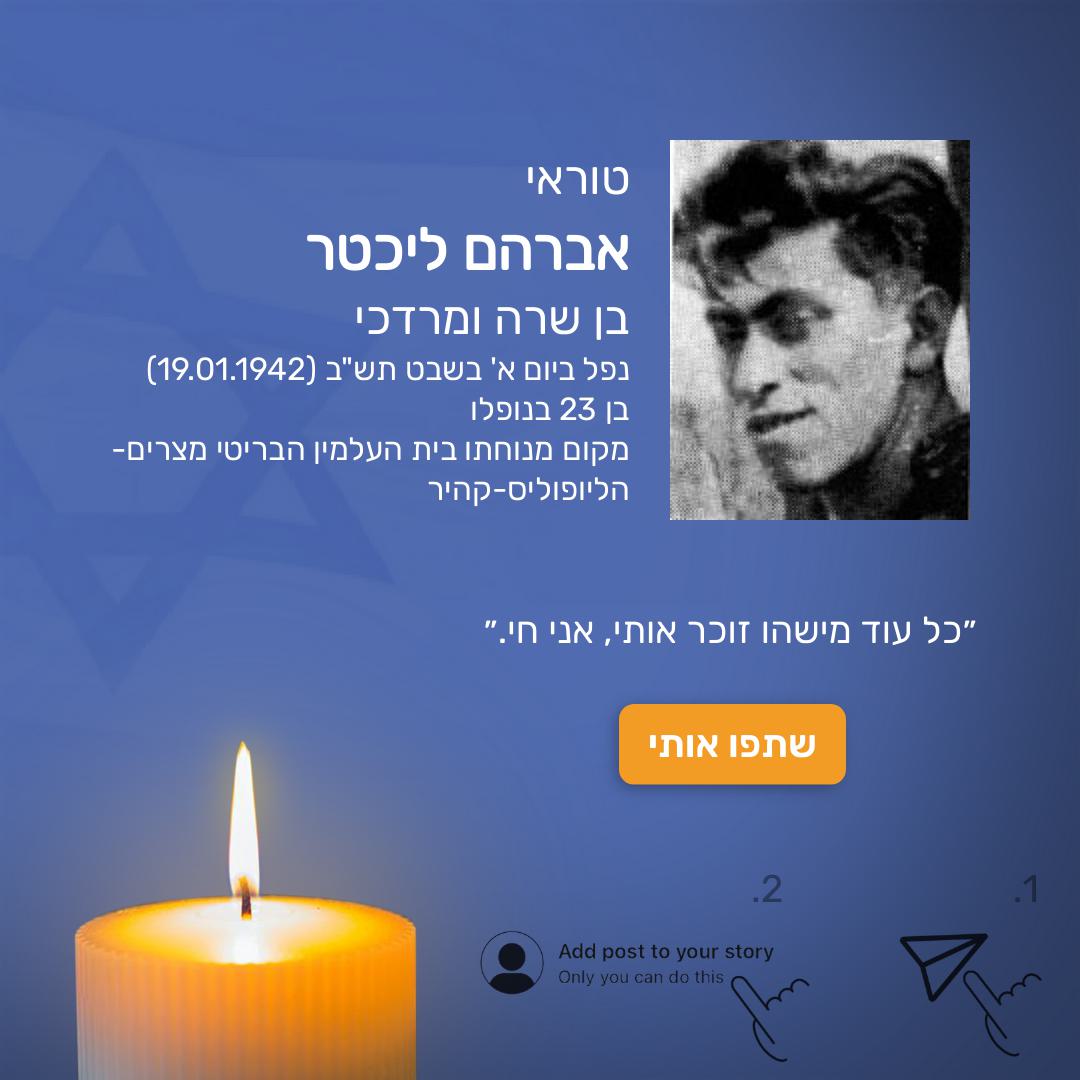 טוראי
אברהם ליכטר
בן שרה ומרדכי
נפל ביום א' בשבט תש"ב (19.01.1942)
בן 23 בנופלו
מקום מנוחתו בית העלמין הבריטי מצרים-
הליופוליס-קהיר
״כל עוד מישהו זוכר אותי, אני חי.״
שתפו אותי
1.
2.
Add post to your story
Only you can do this